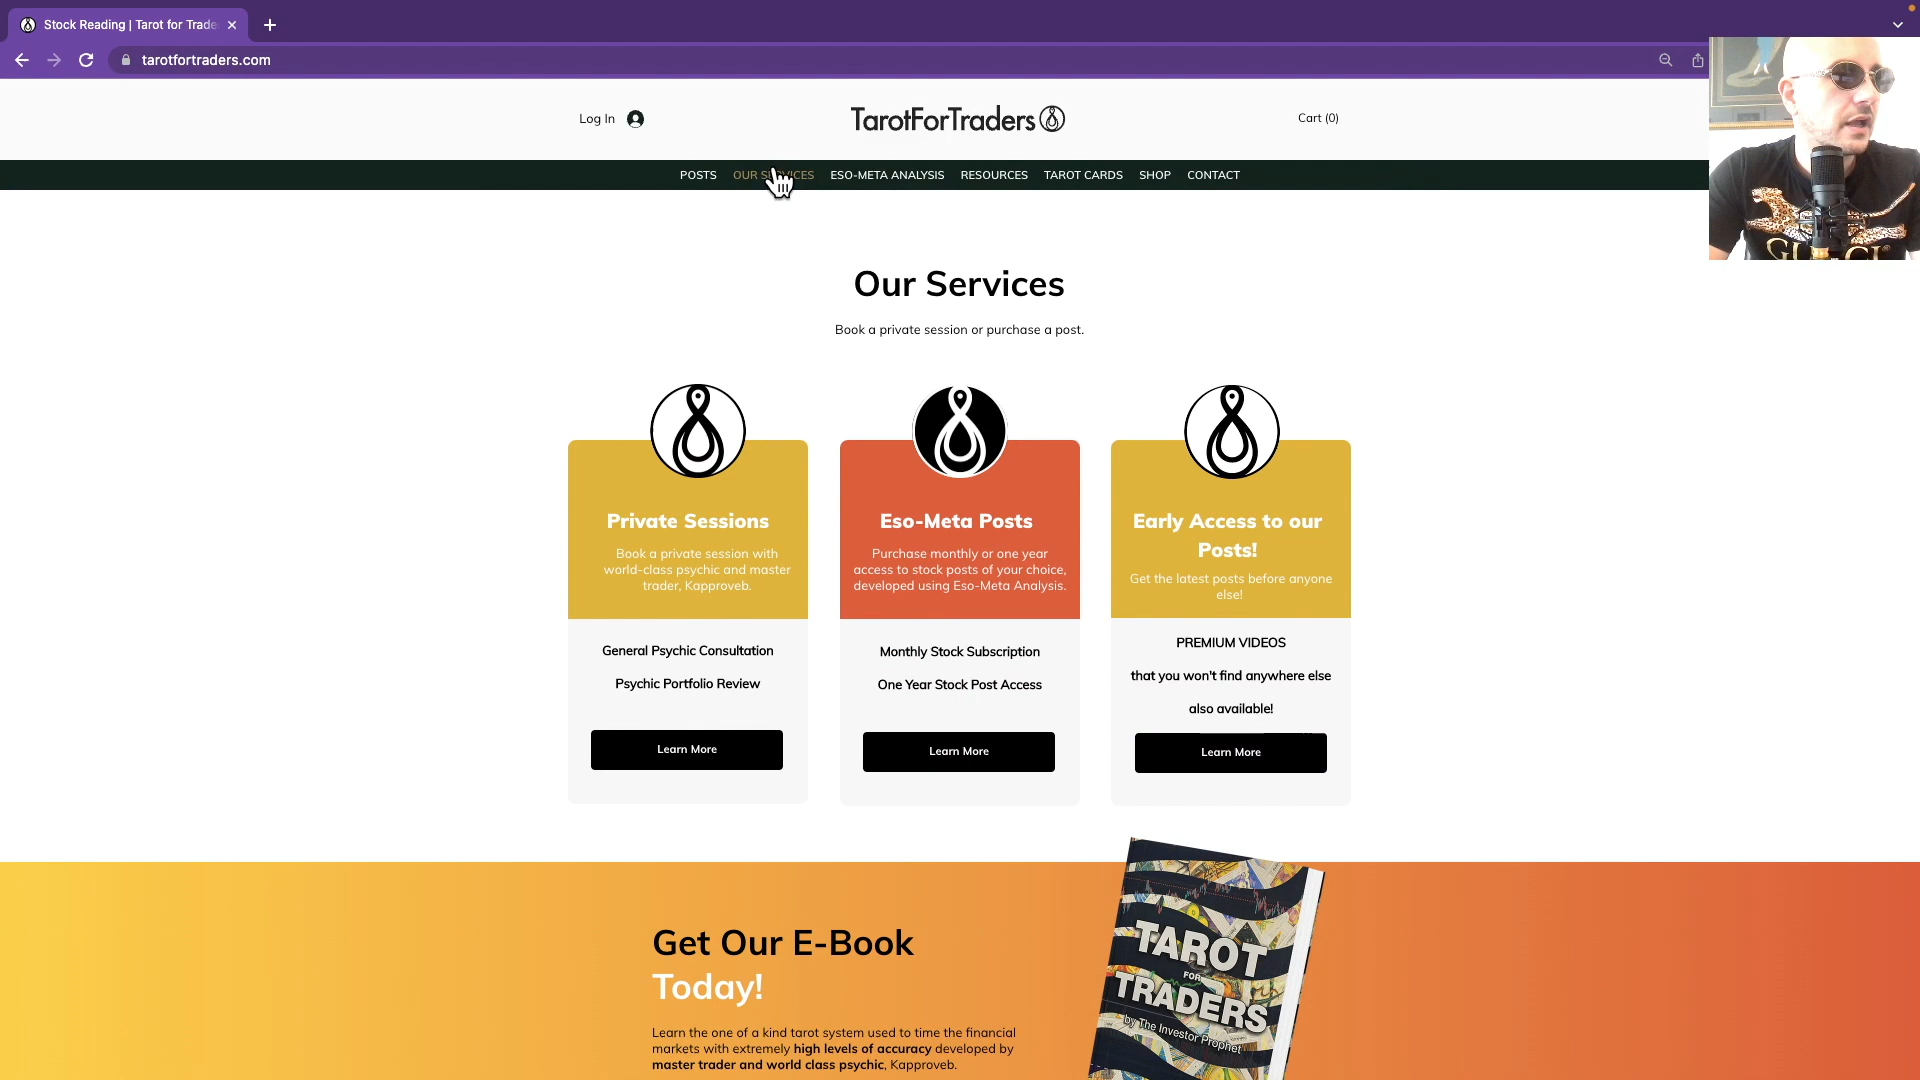 Stock Reading | Tarot for Trade
tarotfortraders.com
Log In
TarotForTraders
Cart (0)
POSTS OUR SERVICES ESO-META ANALYSIS RESOURCES TAROT CARDS SHOP CONTACT
Our Services
Book a private session or purchase a post.
Private Sessions
Book a private session with
world-class psychic and master
trader, Kapproveb.
General Psychic Consultation
Psychic Portfolio Review
Learn More
Eso-Meta Posts
Purchase monthly or one year
access to stock posts of your choice,
developed using Eso-Meta Analysis.
Monthly Stock Subscription
One Year Stock Post Access
Learn More
Early Access to our
Posts!
Get the latest posts before anyone
else!
PREMIUM VIDEOS
that you won't find anywhere else
also available!
Learn More
Get Our E-Book
Today!
Learn the one of a kind tarot system used to time the financial
markets with extremely high levels of accuracy developed by
master trader and world class psychic, Kapproveb.
TAROT
FOR
TRADERS
by The Investor Prophet
GUCCI